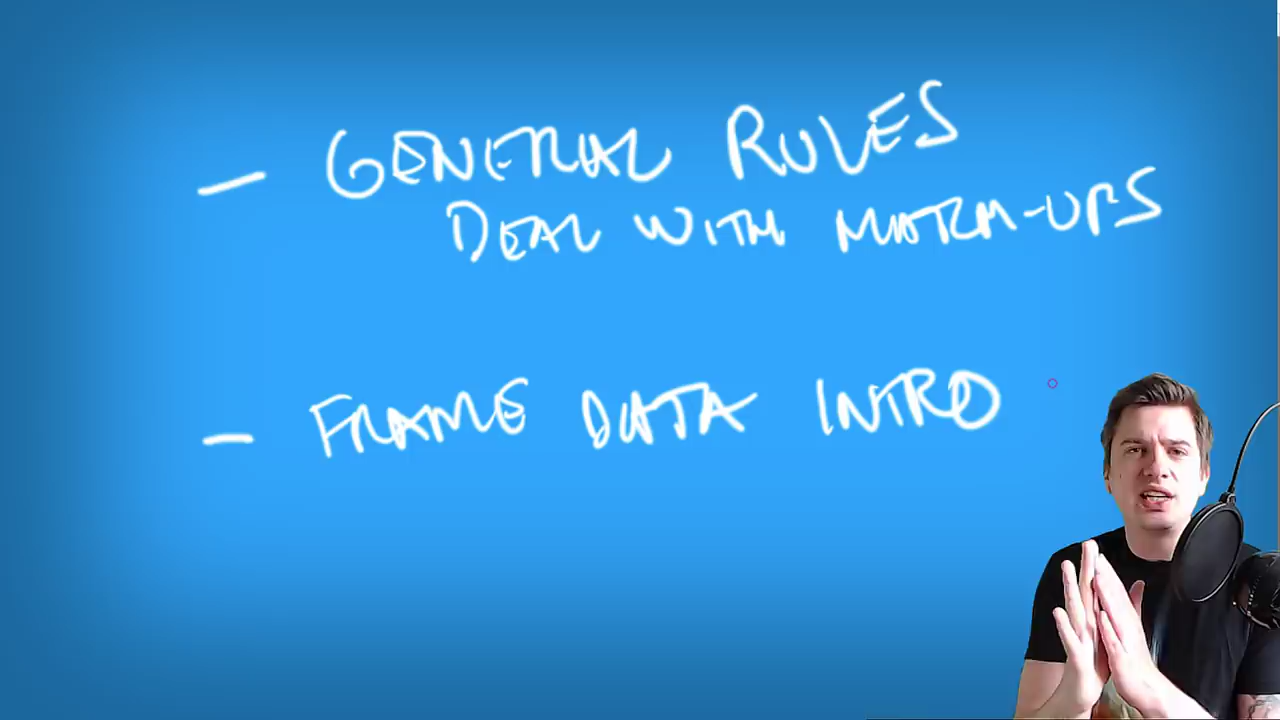 - GENERAL RULES
DEAL WITH MATCH-UPS
- FRAME DATA INTRO